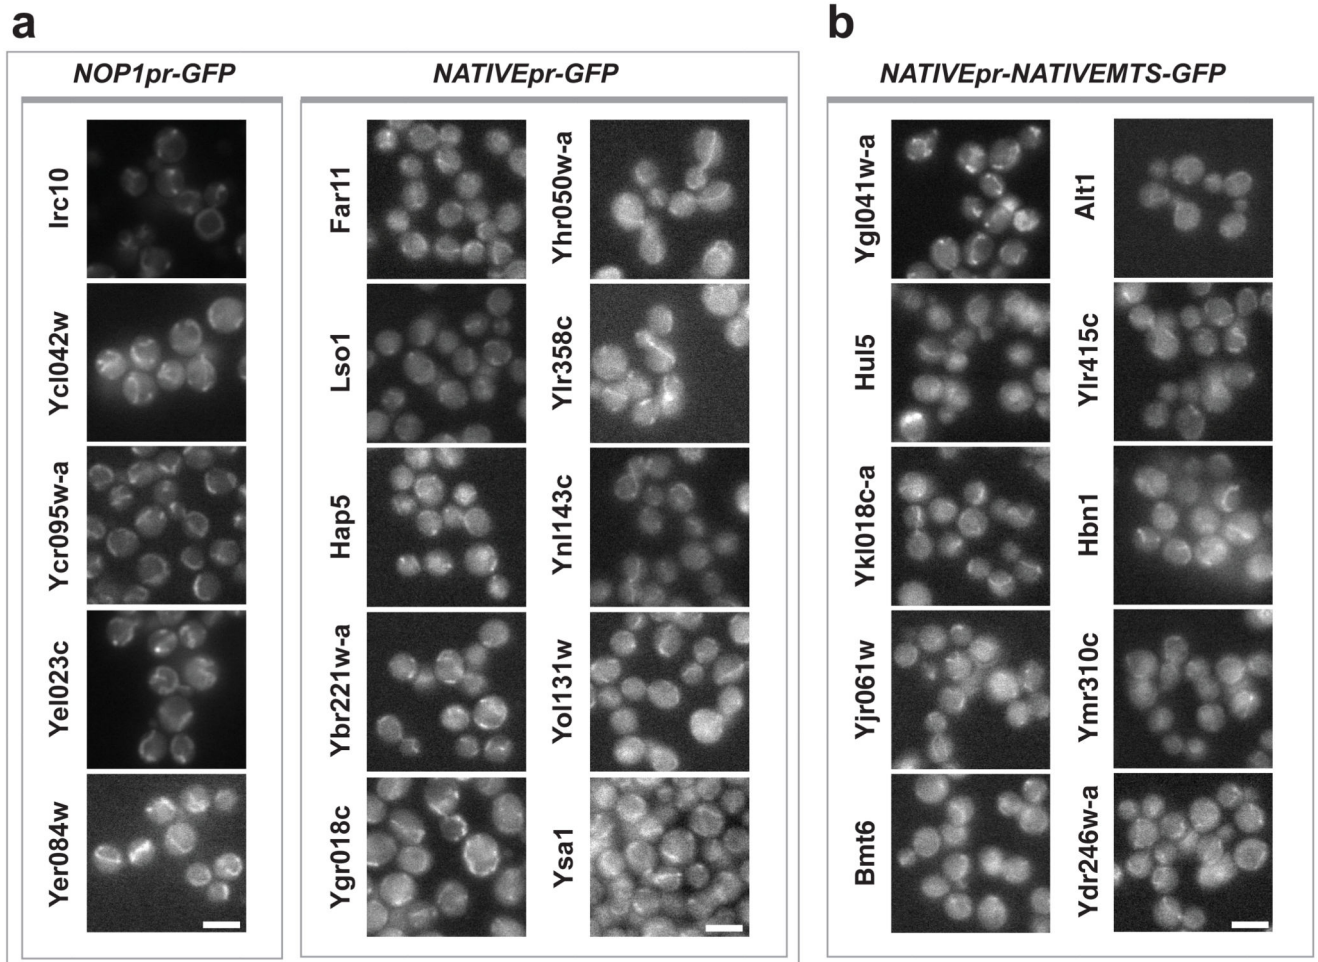 a
NOP1pr-GFP
Irc10
Ycl042w
Ycr095w-a
Yel023c
Yer084w
NATIVEpr-GFP
Far11
Lso1
Hap5
Ybr221w-a
Ygr018c
Yhr050w-a
Ylr358c
Ynl143c
Yol131w
Ysa1
b
NATIVEpr-NATIVEMTS-GFP
Ygl041w-a
Hul5
Ykl018c-a
Yjr061w
Bmt6
Alt1
Ylr415c
Hbn1
Ymr310c
Ydr246w-a